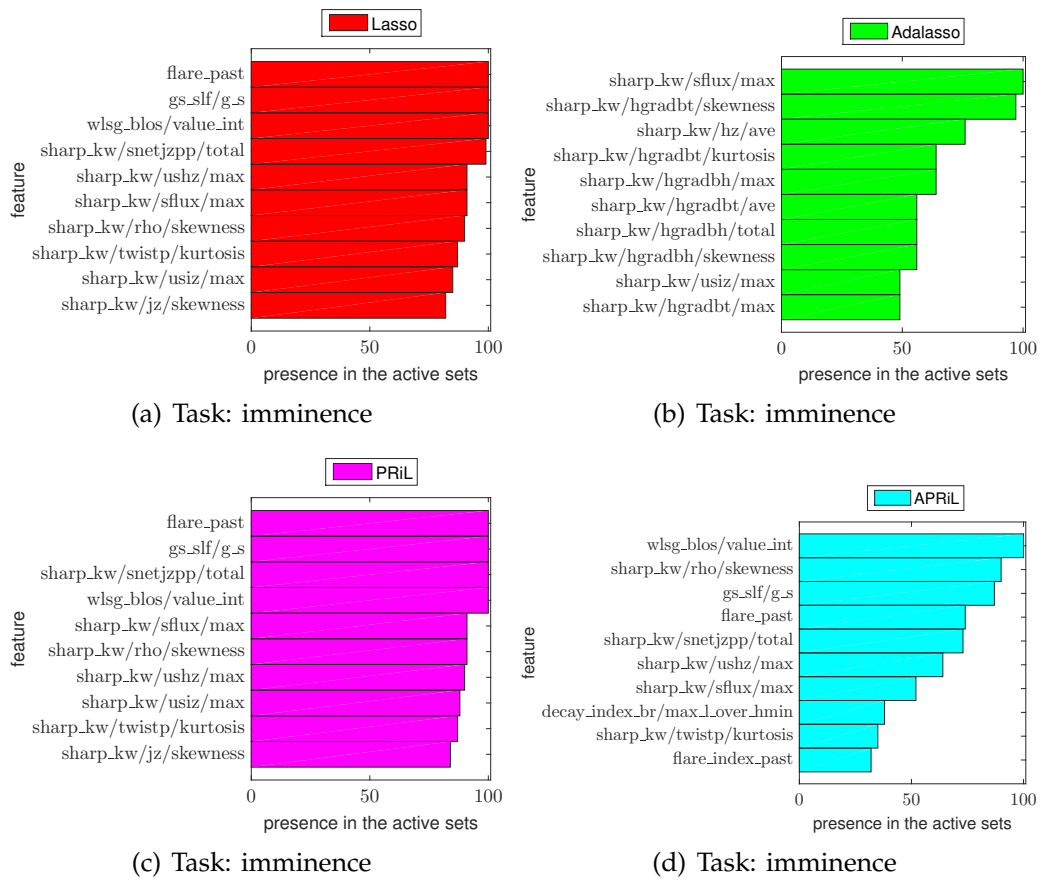 Lasso
flare_past
gs_slf/g_s
wlsg_blos/value_int
sharp_kw/snetjzpp/total
sharp_kw/ushz/max
sharp_kw/sflux/max
sharp_kw/rho/skewness
sharp_kw/twistp/kurtosis
sharp_kw/usiz/max
sharp_kw/jz/skewness
feature
0 50 100
presence in the active sets
(a) Task: imminence
Adalasso
sharp_kw/sflux/max
sharp_kw/hgradbt/skewness
sharp_kw/hz/ave
sharp_kw/hgradbt/kurtosis
sharp_kw/hgradbh/max
sharp_kw/hgradbt/ave
sharp_kw/hgradbh/total
sharp_kw/hgradbh/skewness
sharp_kw/usiz/max
sharp_kw/hgradbt/max
feature
0 50 100
presence in the active sets
(b) Task: imminence
PRiL
flare_past
gs_slf/g_s
sharp_kw/snetjzpp/total
wlsg_blos/value_int
sharp_kw/sflux/max
sharp_kw/rho/skewness
sharp_kw/ushz/max
sharp_kw/usiz/max
sharp_kw/twistp/kurtosis
sharp_kw/jz/skewness
feature
0 50 100
presence in the active sets
(c) Task: imminence
APRiL
wlsg_blos/value_int
sharp_kw/rho/skewness
gs_slf/g_s
flare_past
sharp_kw/snetjzpp/total
sharp_kw/ushz/max
sharp_kw/sflux/max
decay_index_br/max_l_over_hmin
sharp_kw/twistp/kurtosis
flare_index_past
feature
0 50 100
presence in the active sets
(d) Task: imminence